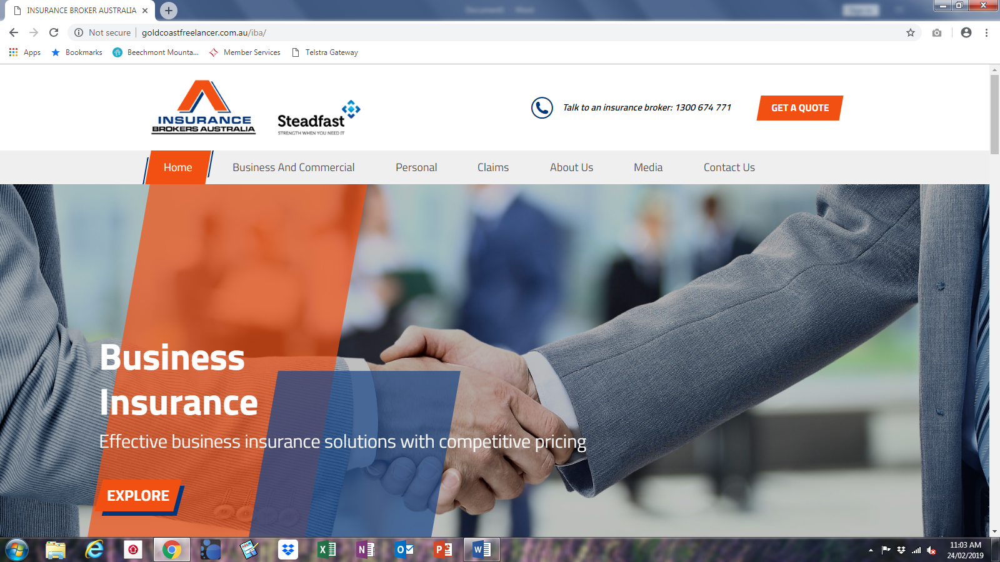 INSURANCE BROKER AUSTRALIA
Not secure
goldcoastfreelancer.com.au/iba/
Apps
Bookmarks
Beechmont Mounta...
Member Services
Telstra Gateway
INSURANCE
BROKERS AUSTRALIA
Steadfast
STRENGTH WHEN YOU NEED IT
Talk to an insurance broker: 1300 674 771
GET A QUOTE
Home
Business And Commercial
Personal
Claims
About Us
Media
Contact Us
Business
Insurance
Effective business insurance solutions with competitive pricing
EXPLORE
11:03 AM
24/02/2019